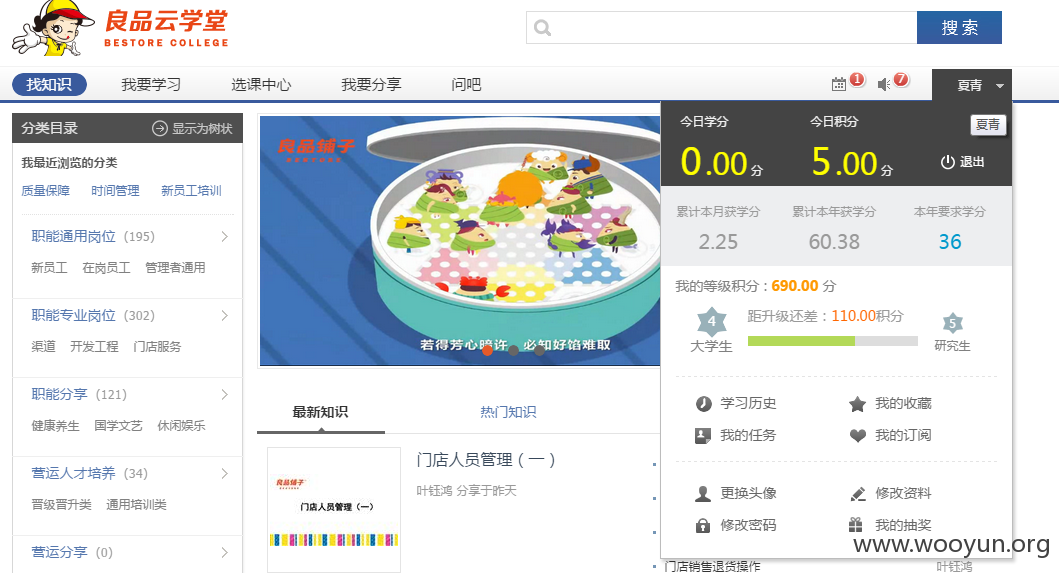 良品云学堂
BESTORE COLLEGE
搜 索
找知识 我要学习 选课中心 我要分享 问吧 1 7 夏青
分类目录 显示为树状
我最近浏览的分类
质量保障 时间管理 新员工培训
职能通用岗位 (195)
新员工 在岗员工 管理者通用
职能专业岗位 (302)
渠道 开发工程 门店服务
职能分享 (121)
健康养生 国学文艺 休闲娱乐
营运人才培养 (34)
晋级晋升类 通用培训类
营运分享 (0)
良品铺子
若得芳心暗许 必知好馅难取
最新知识 热门知识
良品铺子
门店人员管理(一)
门店人员管理（一）
叶钰鸿 分享于昨天
今日学分 今日积分 夏青
0.00 分 5.00 分 退出
累计本月获学分 累计本年获学分 本年要求学分
2.25 60.38 36
我的等级积分 : 690.00 分
4 距升级还差 : 110.00积分 5
大学生 研究生
学习历史 我的收藏
我的任务 我的订阅
更换头像 修改资料
修改密码 我的抽奖
www.wooyun.org
门店销售退货操作 叶钰鸿